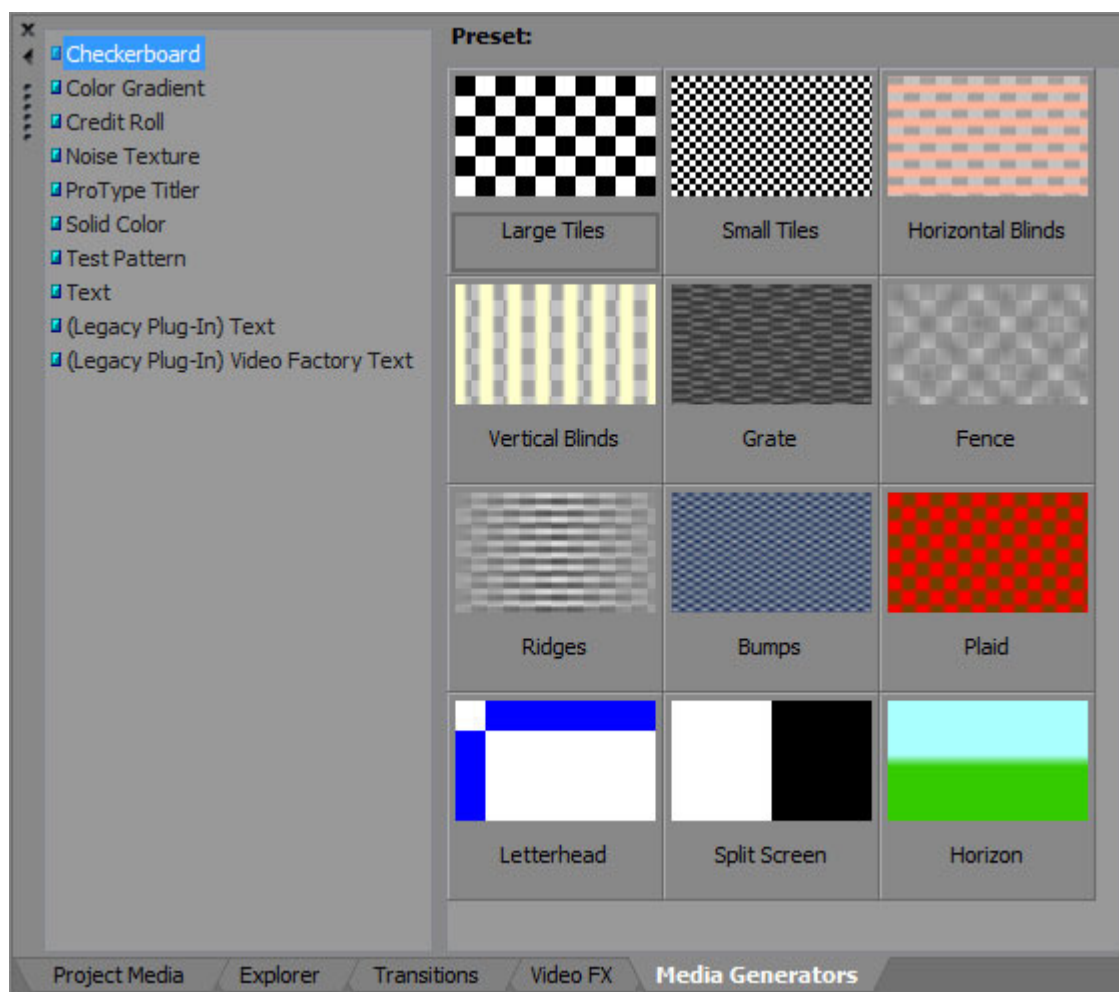 Checkerboard
Color Gradient
Credit Roll
Noise Texture
ProType Titler
Solid Color
Test Pattern
Text
(Legacy Plug-In) Text
(Legacy Plug-In) Video Factory Text
Preset:
Large Tiles
Small Tiles
Horizontal Blinds
Vertical Blinds
Grate
Fence
Ridges
Bumps
Plaid
Letterhead
Split Screen
Horizon
Project Media
Explorer
Transitions
Video FX
Media Generators